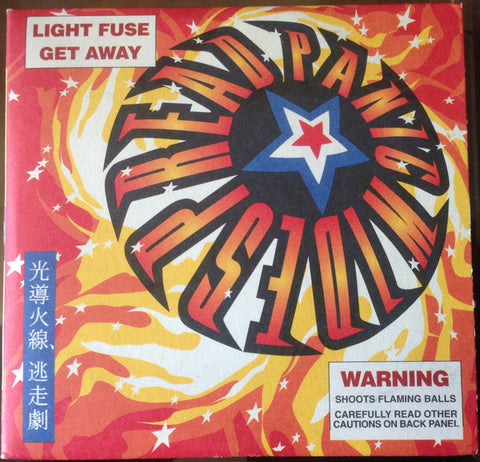 LIGHT FUSE
GET AWAY
WIDESPREAD PANIC
光導火線、逃走劇
WARNING
SHOOTS FLAMING BALLS
CAREFULLY READ OTHER
CAUTIONS ON BACK PANEL